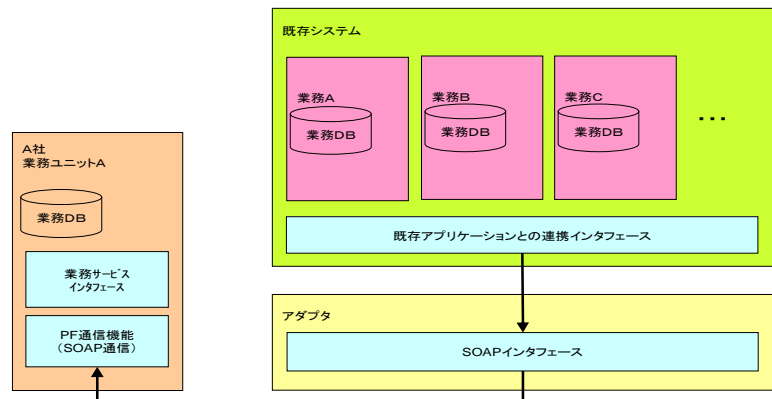 既存システム
業務A
業務DB
業務B
業務DB
業務C
業務DB
・・・
既存アプリケーションとの連携インタフェース
アダプタ
SOAPインタフェース
A社
業務ユニットA
業務DB
業務サービス
インタフェース
PF通信機能
(SOAP通信)